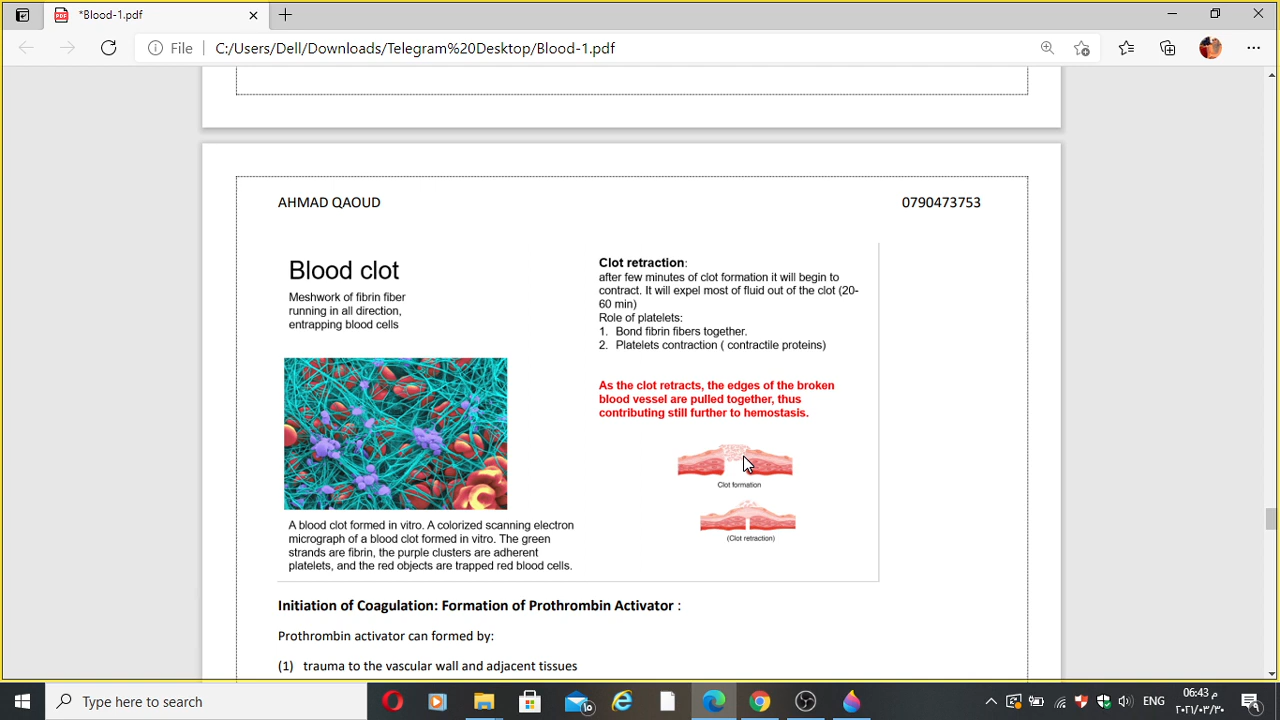 *Blood-1.pdf
File
C:/Users/Dell/Downloads/Telegram%20Desktop/Blood-1.pdf
AHMAD QAOUD 0790473753
Blood clot
Meshwork of fibrin fiber
running in all direction,
entrapping blood cells
A blood clot formed in vitro. A colorized scanning electron
micrograph of a blood clot formed in vitro. The green
strands are fibrin, the purple clusters are adherent
platelets, and the red objects are trapped red blood cells.
Clot retraction:
after few minutes of clot formation it will begin to
contract. It will expel most of fluid out of the clot (20-
60 min)
Role of platelets:
1. Bond fibrin fibers together.
2. Platelets contraction ( contractile proteins)
As the clot retracts, the edges of the broken
blood vessel are pulled together, thus
contributing still further to hemostasis.
Clot formation
(Clot retraction)
Initiation of Coagulation: Formation of Prothrombin Activator :
Prothrombin activator can formed by:
(1) trauma to the vascular wall and adjacent tissues
Type here to search
ENG
06:43 م
٢٠٢١/٠٣/٣٠